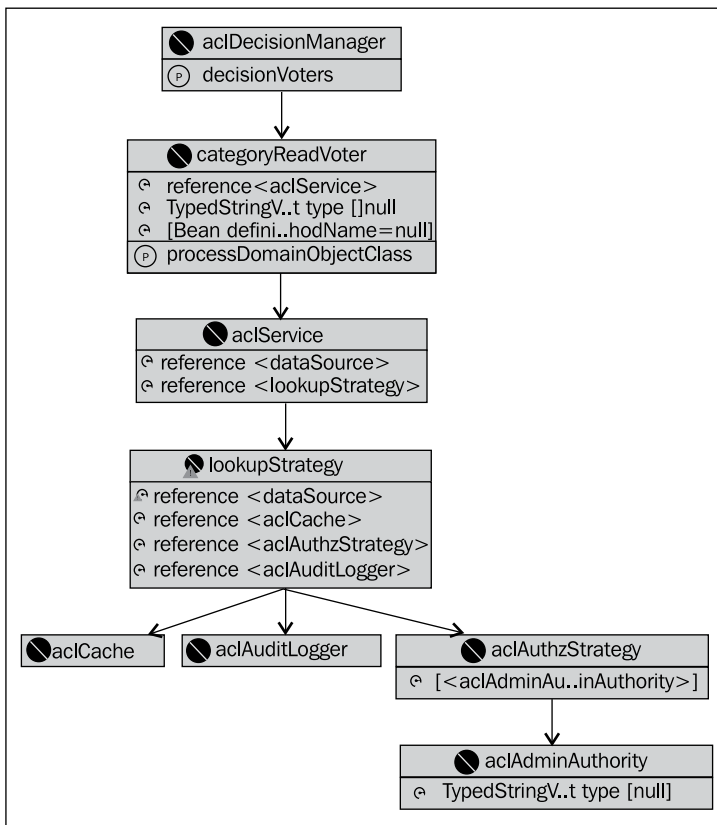 aclDecisionManager
P decisionVoters
categoryReadVoter
reference<aclService>
TypedStringV..t type []null
[Bean defini..hodName=null]
P processDomainObjectClass
aclService
reference <dataSource>
reference <lookupStrategy>
lookupStrategy
reference <dataSource>
reference <aclCache>
reference <aclAuthzStrategy>
reference <aclAuditLogger>
aclCache
aclAuditLogger
aclAuthzStrategy
[<aclAdminAu..inAuthority>]
aclAdminAuthority
TypedStringV..t type [null]